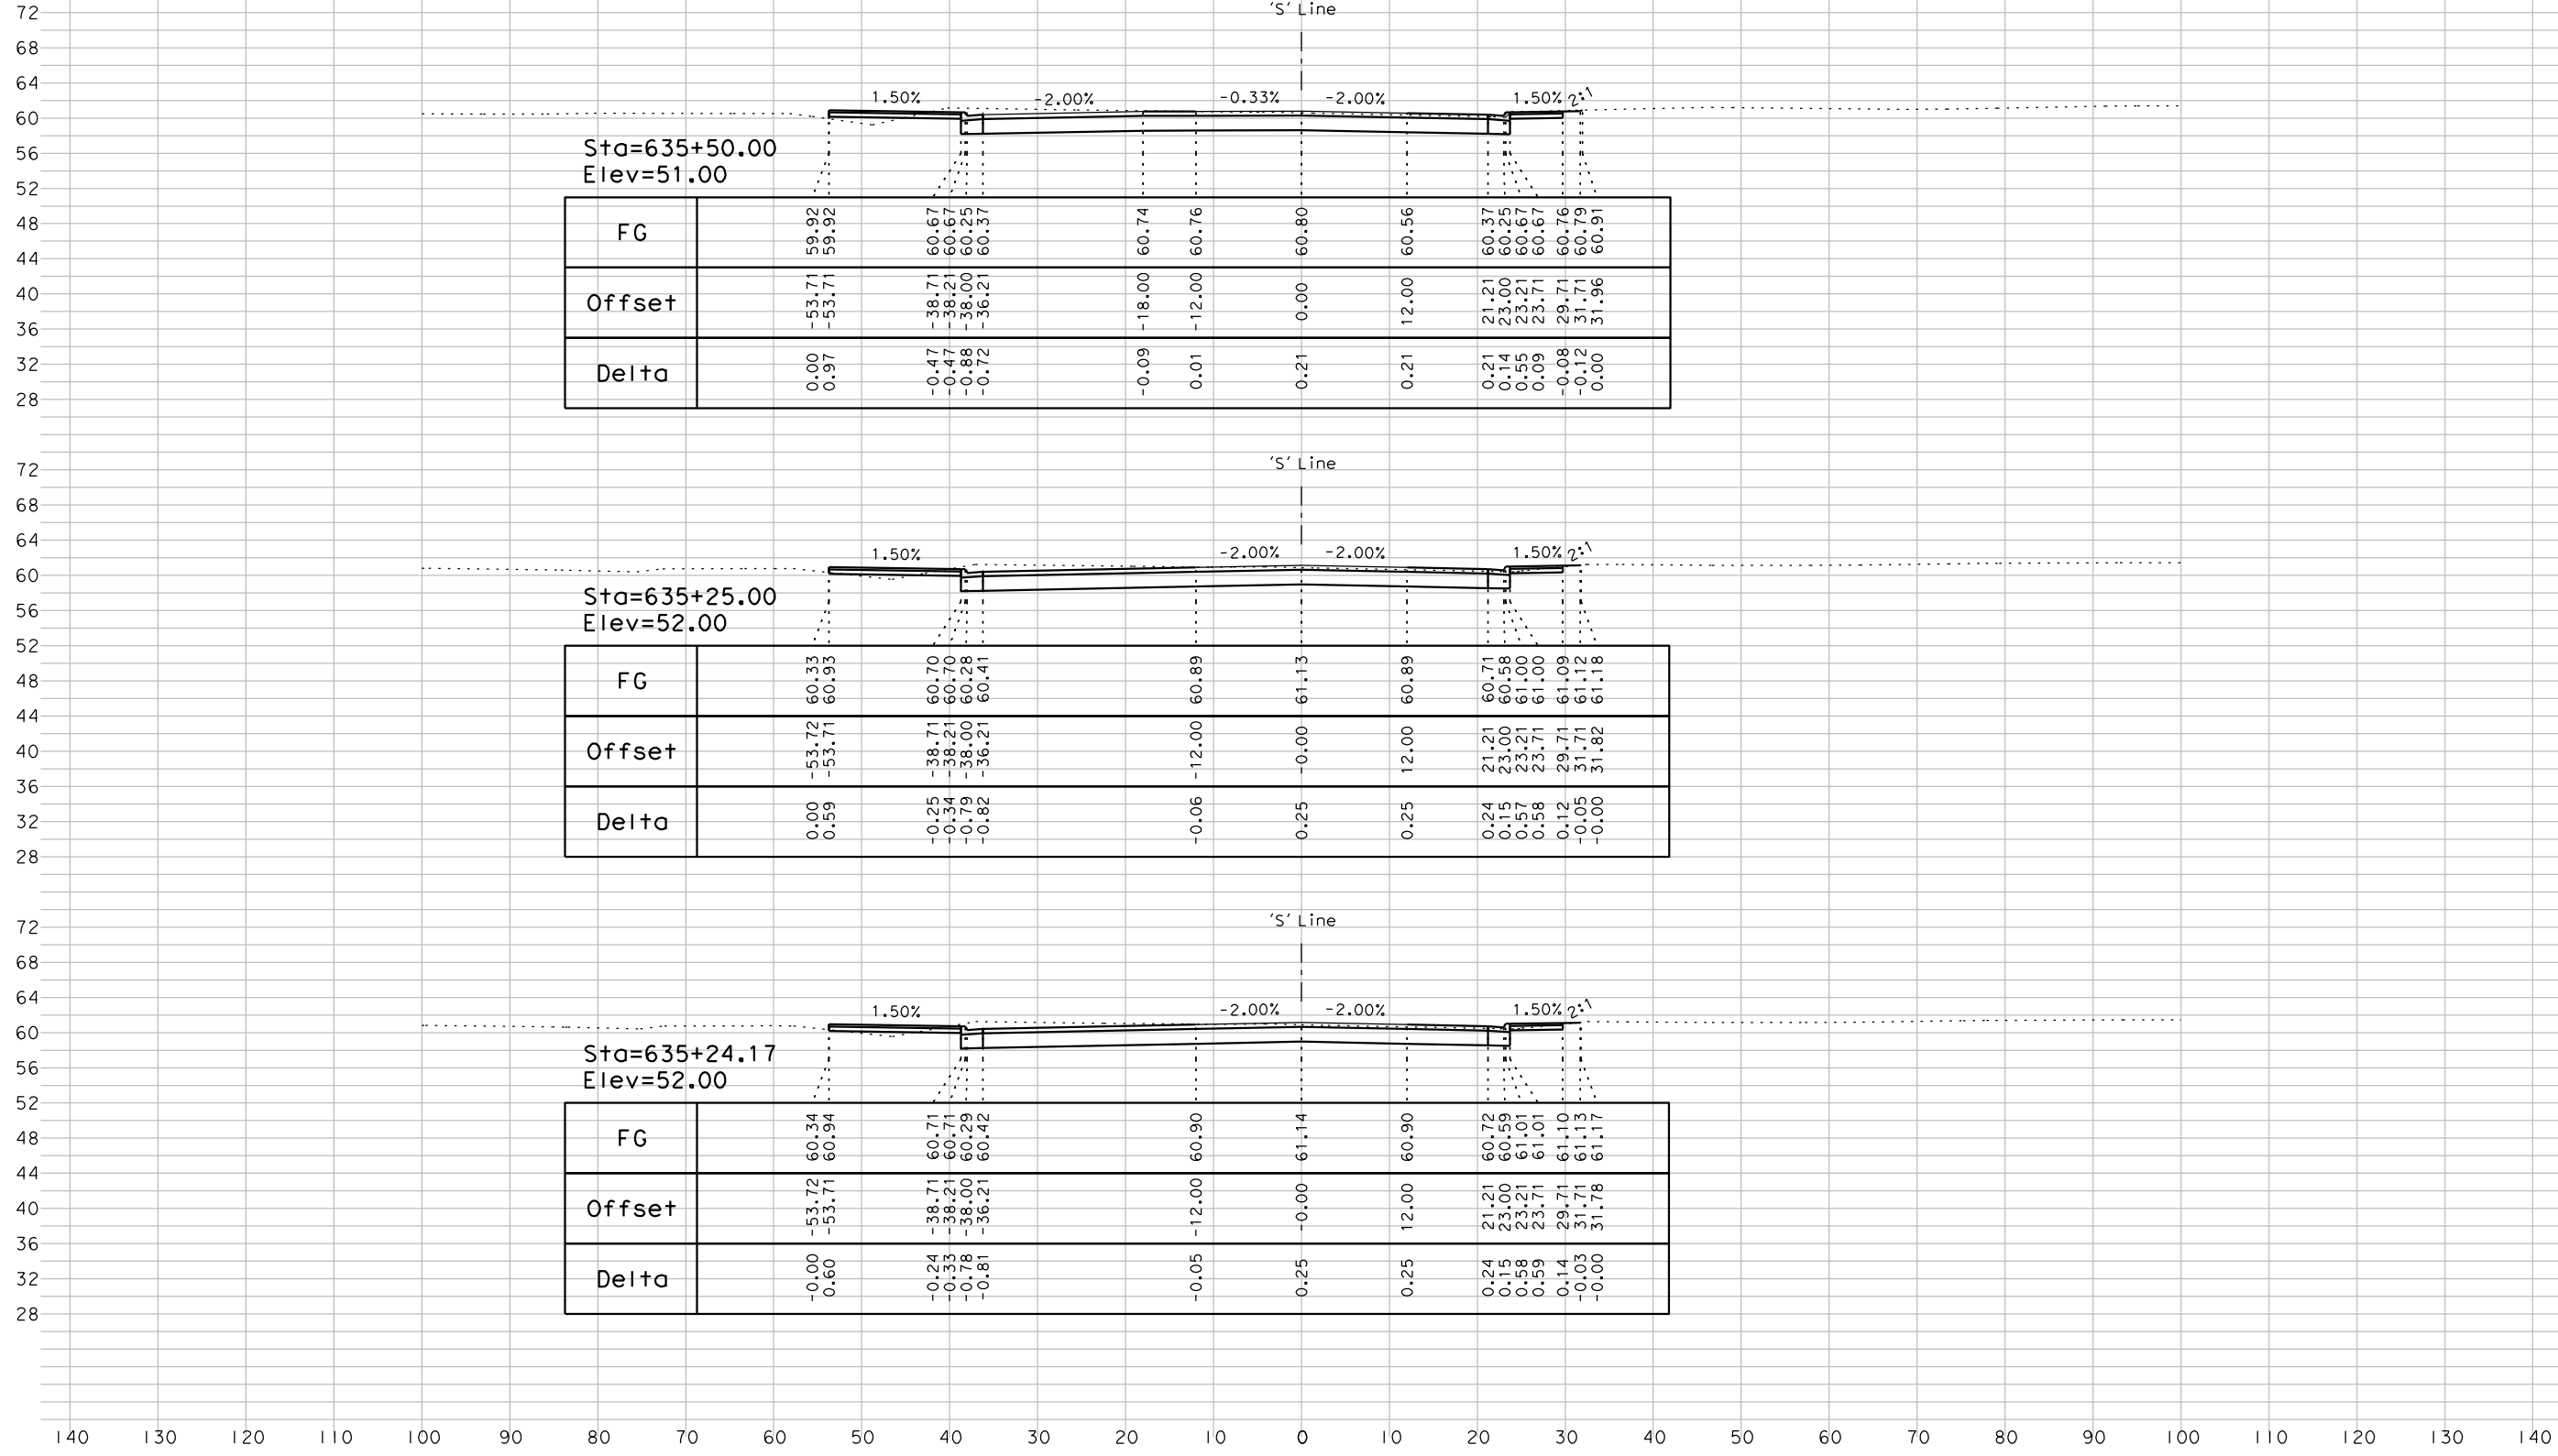 'S' Line
72
68
64
60
56
52
48
44
40
36
32
28
1.50% -2.00% -0.33% -2.00% 1.50% 2:1
Sta=635+50.00
Elev=51.00
FG 59.92 59.92 60.67 60.67 60.25 60.37 60.74 60.76 60.80 60.56 60.37 60.25 60.67 60.67 60.76 60.79 60.91
Offset -53.71 -53.71 -38.71 -38.21 -38.00 -36.21 -18.00 -12.00 0.00 12.00 21.21 23.00 23.21 23.71 29.71 31.71 31.96
Delta 0.00 0.97 -0.47 -0.47 -0.88 -0.72 -0.09 0.01 0.21 0.21 0.21 0.14 0.55 0.09 -0.08 -0.12 0.00
'S' Line
72
68
64
60
56
52
48
44
40
36
32
28
1.50% -2.00% -2.00% 1.50% 2:1
Sta=635+25.00
Elev=52.00
FG 60.33 60.93 60.70 60.70 60.28 60.41 60.89 61.13 60.89 60.71 60.58 61.00 61.00 61.09 61.12 61.18
Offset -53.72 -53.71 -38.71 -38.21 -38.00 -36.21 -12.00 -0.00 12.00 21.21 23.00 23.21 23.71 29.71 31.71 31.82
Delta 0.00 0.59 -0.25 -0.34 -0.79 -0.82 -0.06 0.25 0.25 0.24 0.15 0.57 0.58 0.12 -0.05 -0.00
'S' Line
72
68
64
60
56
52
48
44
40
36
32
28
1.50% -2.00% -2.00% 1.50% 2:1
Sta=635+24.17
Elev=52.00
FG 60.34 60.94 60.71 60.71 60.29 60.42 60.90 61.14 60.90 60.72 60.59 61.01 61.01 61.10 61.13 61.17
Offset -53.72 -53.71 -38.71 -38.21 -38.00 -36.21 -12.00 -0.00 12.00 21.21 23.00 23.21 23.71 29.71 31.71 31.78
Delta -0.00 0.60 -0.24 -0.33 -0.78 -0.81 -0.05 0.25 0.25 0.24 0.15 0.58 0.59 0.14 -0.03 -0.00
140 130 120 110 100 90 80 70 60 50 40 30 20 10 0 10 20 30 40 50 60 70 80 90 100 110 120 130 140